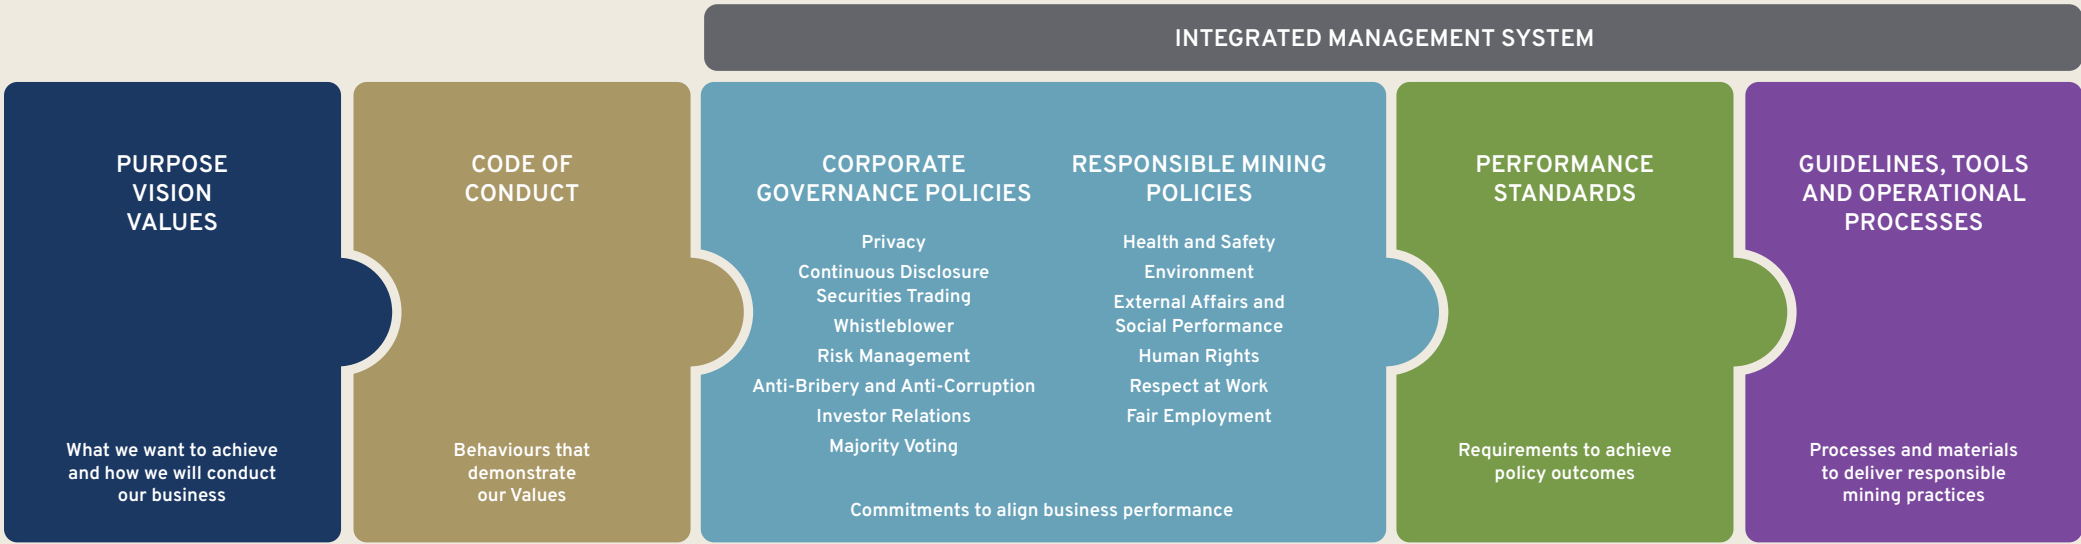 INTEGRATED MANAGEMENT SYSTEM
PURPOSE
VISION
VALUES
What we want to achieve
and how we will conduct
our business
CODE OF
CONDUCT
Behaviours that
demonstrate
our Values
CORPORATE
GOVERNANCE POLICIES
Privacy
Continuous Disclosure
Securities Trading
Whistleblower
Risk Management
Anti-Bribery and Anti-Corruption
Investor Relations
Majority Voting
RESPONSIBLE MINING
POLICIES
Health and Safety
Environment
External Affairs and
Social Performance
Human Rights
Respect at Work
Fair Employment
Commitments to align business performance
PERFORMANCE
STANDARDS
Requirements to achieve
policy outcomes
GUIDELINES, TOOLS
AND OPERATIONAL
PROCESSES
Processes and materials
to deliver responsible
mining practices